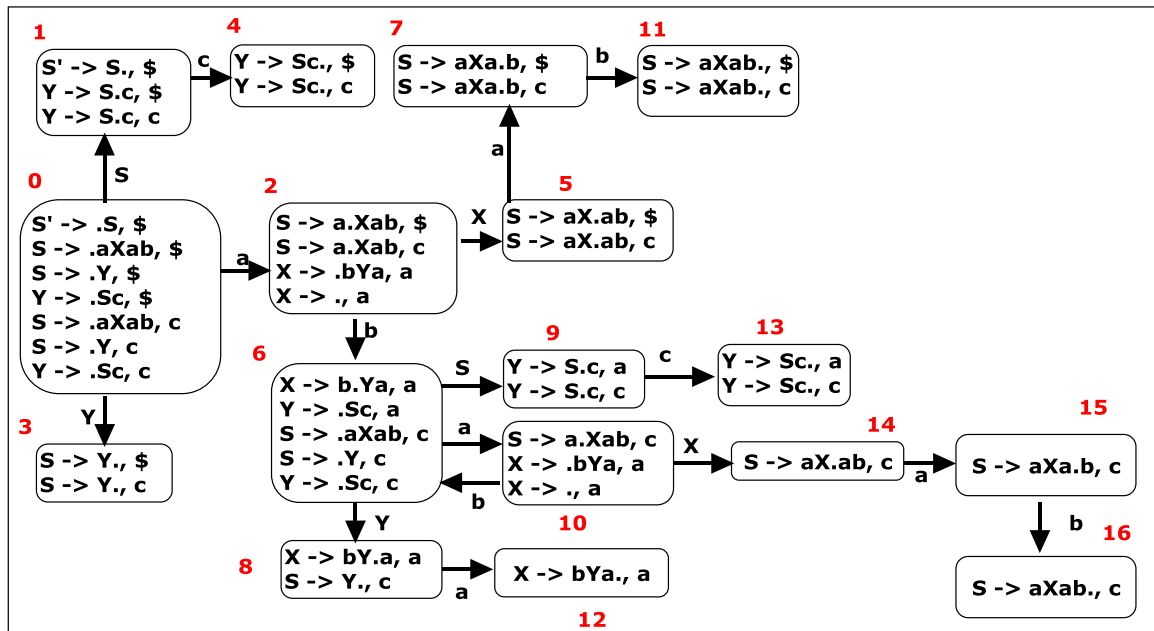 1
S' -> S., $
Y -> S.c, $
Y -> S.c, c
c
4
Y -> Sc., $
Y -> Sc., c
7
S -> aXa.b, $
S -> aXa.b, c
b
11
S -> aXab., $
S -> aXab., c
S
a
0
S' -> .S, $
S -> .aXab, $
S -> .Y, $
Y -> .Sc, $
S -> .aXab, c
S -> .Y, c
Y -> .Sc, c
a
2
S -> a.Xab, $
S -> a.Xab, c
X -> .bYa, a
X -> ., a
X
5
S -> aX.ab, $
S -> aX.ab, c
b
Y
3
S -> Y., $
S -> Y., c
6
X -> b.Ya, a
Y -> .Sc, a
S -> .aXab, c
S -> .Y, c
Y -> .Sc, c
S
9
Y -> S.c, a
Y -> S.c, c
c
13
Y -> Sc., a
Y -> Sc., c
a
S -> a.Xab, c
X -> .bYa, a
X -> ., a
b
10
X
14
S -> aX.ab, c
a
15
S -> aXa.b, c
b
16
S -> aXab., c
Y
8
X -> bY.a, a
S -> Y., c
a
X -> bYa., a
12